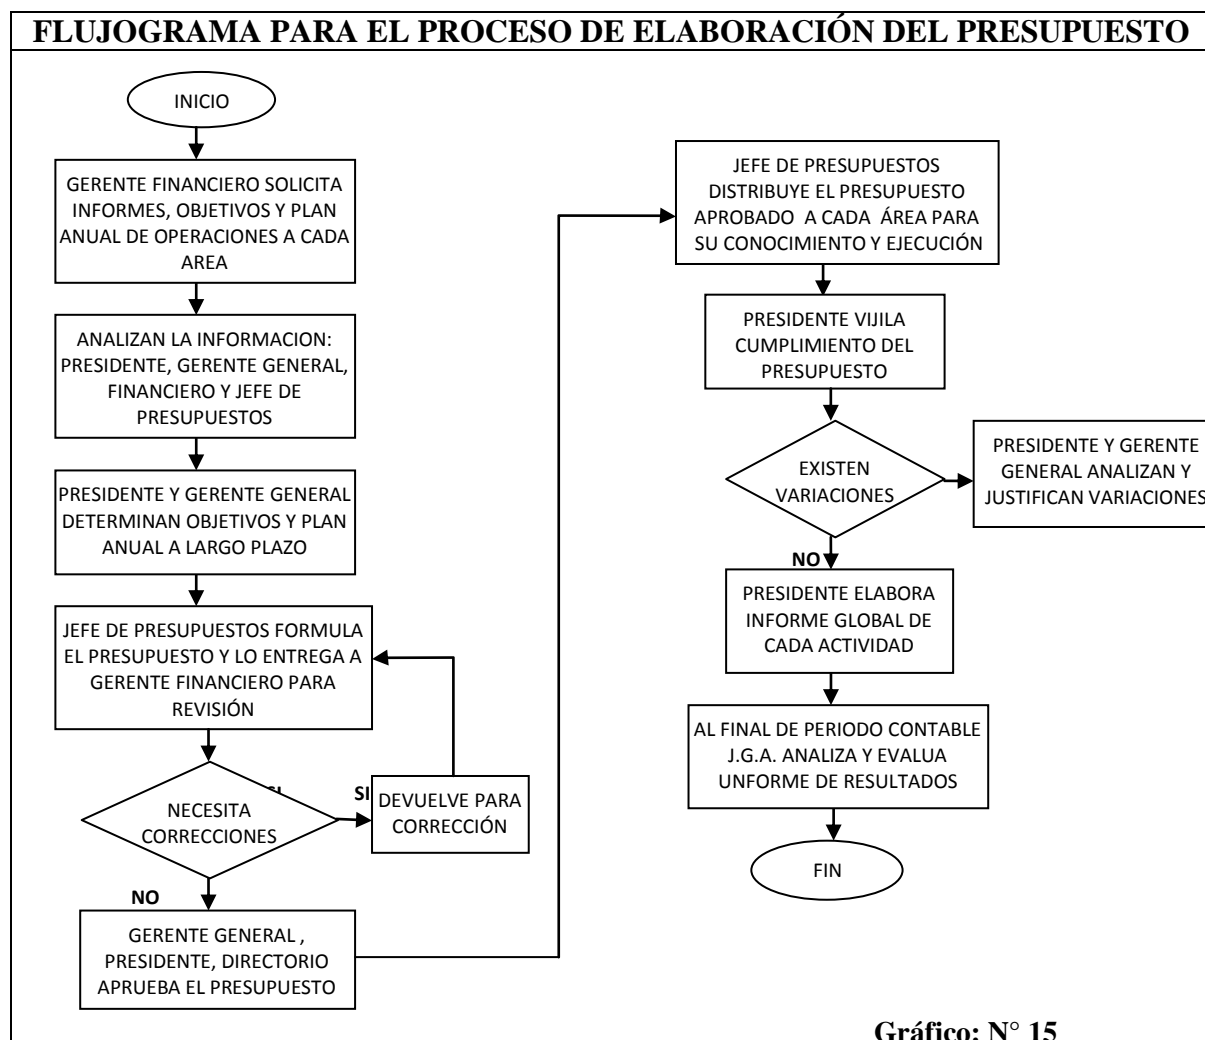 FLUJOGRAMA PARA EL PROCESO DE ELABORACIÓN DEL PRESUPUESTO
INICIO
GERENTE FINANCIERO SOLICITA
INFORMES, OBJETIVOS Y PLAN
ANUAL DE OPERACIONES A CADA
AREA
ANALIZAN LA INFORMACION:
PRESIDENTE, GERENTE GENERAL,
FINANCIERO Y JEFE DE
PRESUPUESTOS
PRESIDENTE Y GERENTE GENERAL
DETERMINAN OBJETIVOS Y PLAN
ANUAL A LARGO PLAZO
JEFE DE PRESUPUESTOS FORMULA
EL PRESUPUESTO Y LO ENTREGA A
GERENTE FINANCIERO PARA
REVISIÓN
NECESITA
CORRECCIONES
SI
SI
DEVUELVE PARA
CORRECCIÓN
NO
GERENTE GENERAL ,
PRESIDENTE, DIRECTORIO
APRUEBA EL PRESUPUESTO
JEFE DE PRESUPUESTOS
DISTRIBUYE EL PRESUPUESTO
APROBADO A CADA ÁREA PARA
SU CONOCIMIENTO Y EJECUCIÓN
PRESIDENTE VIJILA
CUMPLIMIENTO DEL
PRESUPUESTO
EXISTEN
VARIACIONES
PRESIDENTE Y GERENTE
GENERAL ANALIZAN Y
JUSTIFICAN VARIACIONES
NO
PRESIDENTE ELABORA
INFORME GLOBAL DE
CADA ACTIVIDAD
AL FINAL DE PERIODO CONTABLE
J.G.A. ANALIZA Y EVALUA
UNFORME DE RESULTADOS
FIN
Gráfico: N° 15